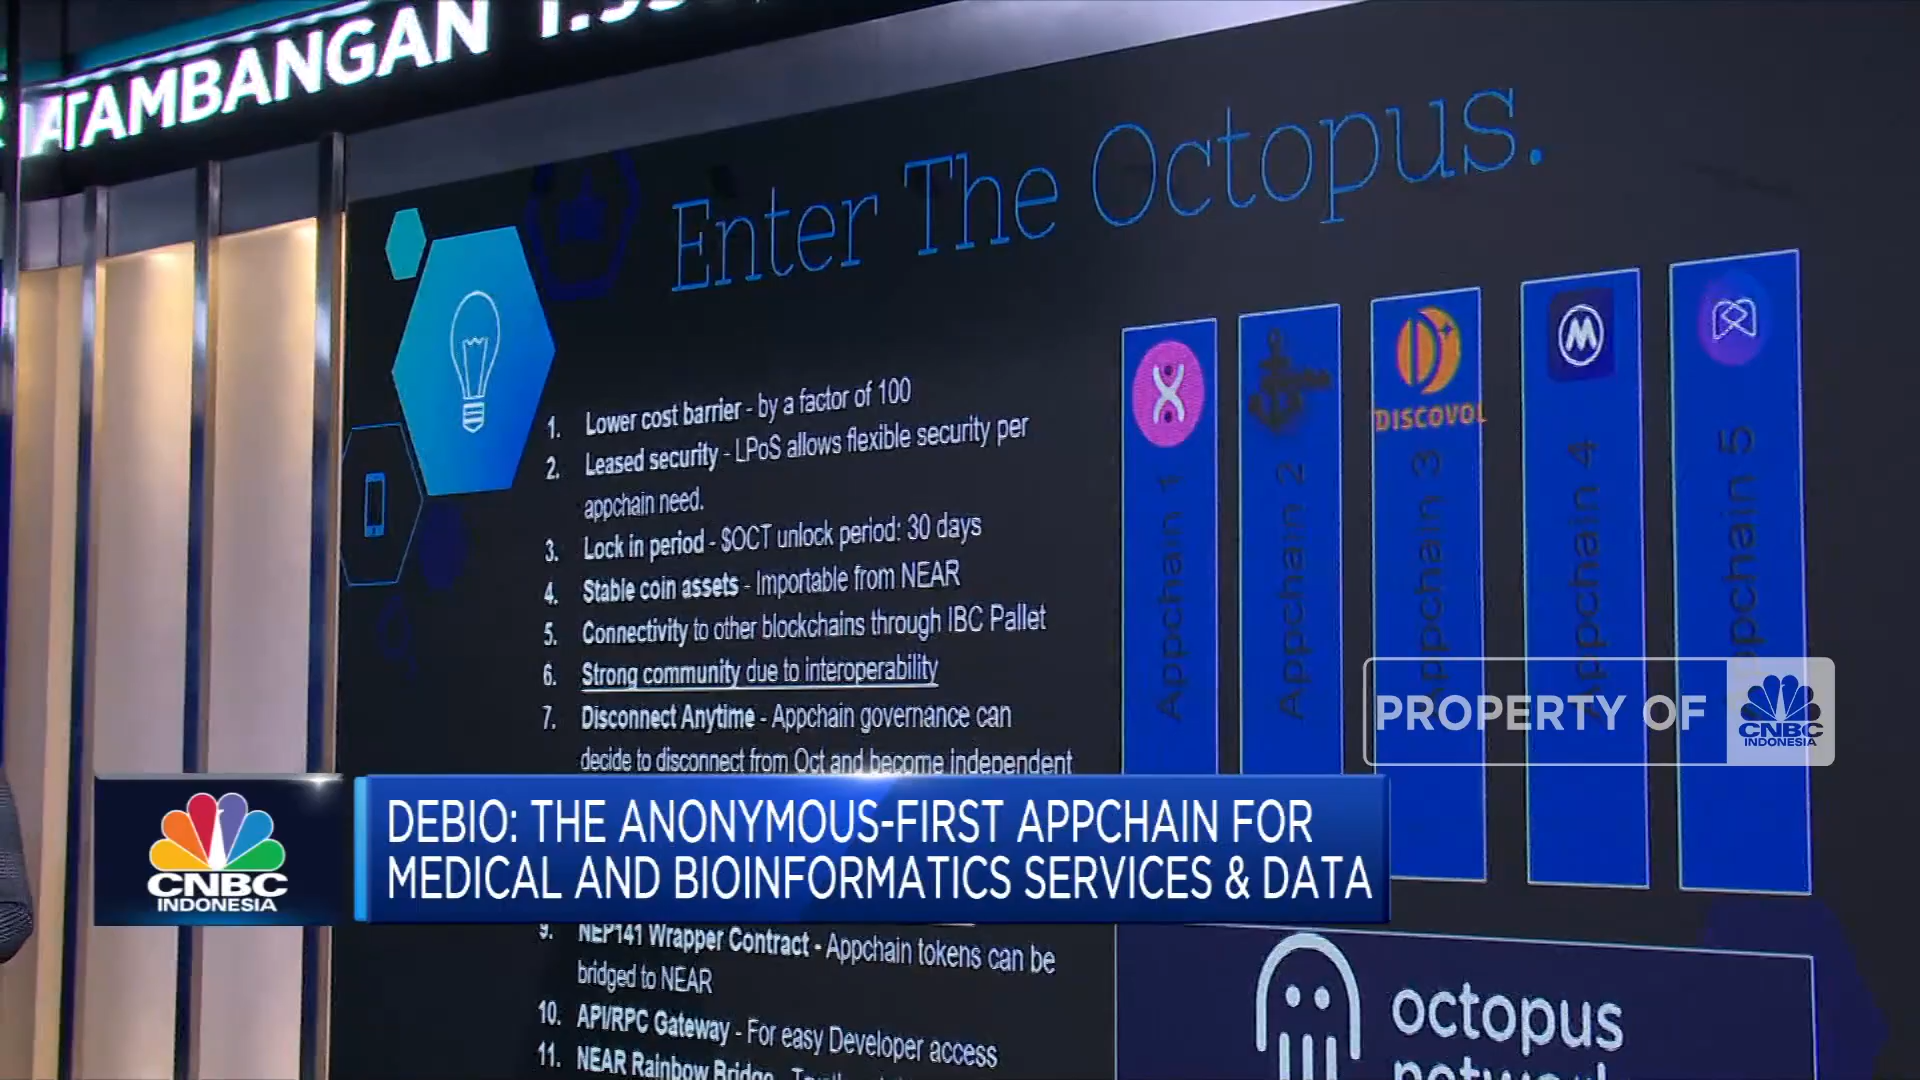 ATAMBANGAN
Enter The Octopus.
1. Lower cost barrier - by a factor of 100
2. Leased security - LPoS allows flexible security per
appchain need.
3. Lock in period - $OCT unlock period: 30 days
4. Stable coin assets - Importable from NEAR
5. Connectivity to other blockchains through IBC Pallet
6. Strong community due to interoperability
7. Disconnect Anytime - Appchain governance can
decide to disconnect from Oct and become independent
9. NEP141 Wrapper Contract - Appchain tokens can be
bridged to NEAR
10. API/RPC Gateway - For easy Developer access
11. NEAR Rainbow Bridge -
Appchain 1
Appchain 2
DISCOVOL
Appchain 3
M
Appchain 4
ppchain 5
PROPERTY OF
CNBC
INDONESIA
CNBC
INDONESIA
DEBIO: THE ANONYMOUS-FIRST APPCHAIN FOR
MEDICAL AND BIOINFORMATICS SERVICES & DATA
octopus
network